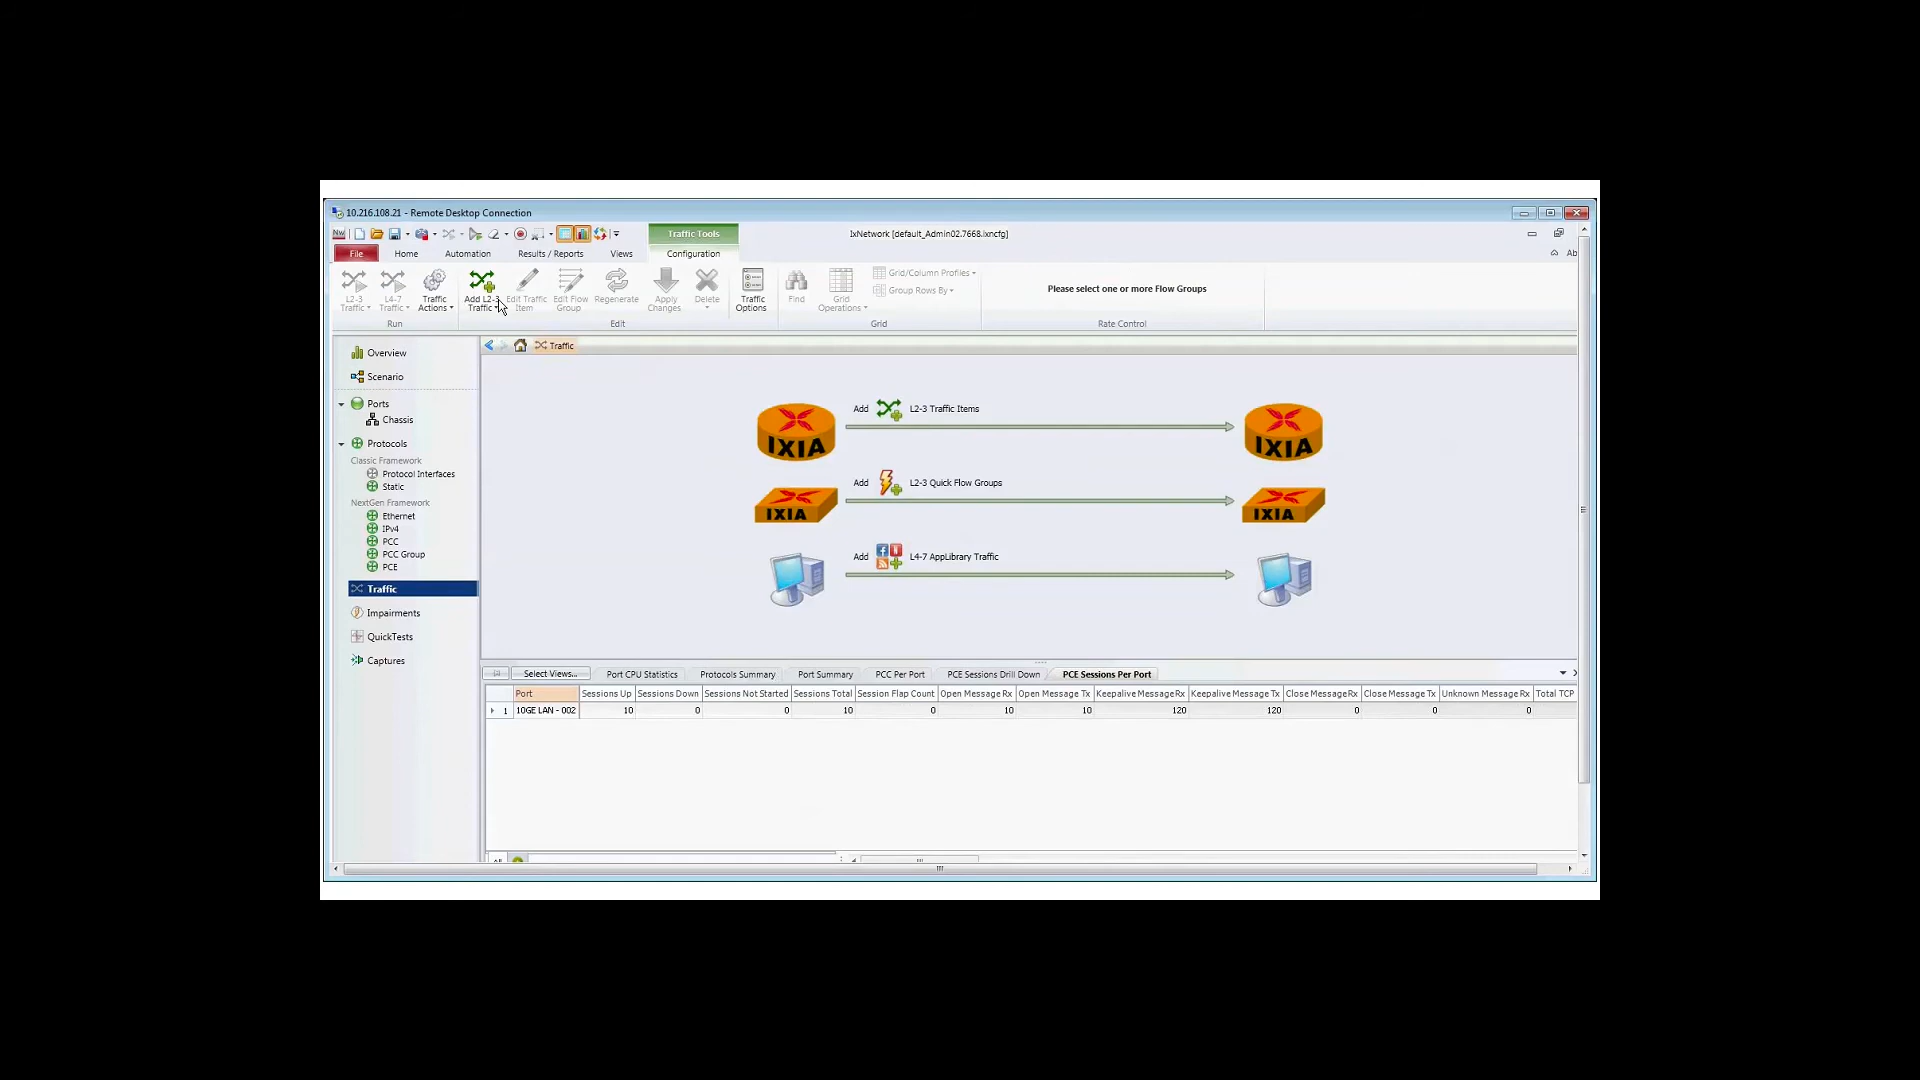 10.216.108.21 - Remote Desktop Connection
Traffic Tools
IxNetwork [default_Admin02.7668.ixncfg]
File Home Automation Results / Reports Views Configuration
L2-3 Traffic
L4-7 Traffic
Traffic Actions
Add L2-3 Traffic
Edit Traffic Item
Edit Flow Group
Regenerate
Apply Changes
Delete
Traffic Options
Find
Grid Operations
Grid/Column Profiles
Group Rows By
Please select one or more Flow Groups
Run Edit Grid Rate Control
Overview
Scenario
Ports
Chassis
Protocols
Classic Framework
Protocol Interfaces
Static
NextGen Framework
Ethernet
IPv4
PCC
PCC Group
PCE
Traffic
Impairments
QuickTests
Captures
Traffic
Add L2-3 Traffic Items
IXIA IXIA
Add L2-3 Quick Flow Groups
IXIA IXIA
Add L4-7 AppLibrary Traffic
Select Views... Port CPU Statistics Protocols Summary Port Summary PCC Per Port PCE Sessions Drill Down PCE Sessions Per Port
Port Sessions Up Sessions Down Sessions Not Started Sessions Total Session Flap Count Open Message Rx Open Message Tx Keepalive Message Rx Keepalive Message Tx Close Message Rx Close Message Tx Unknown Message Rx Total TCP
1 10GE LAN - 002 10 0 0 10 0 10 10 120 120 0 0 0